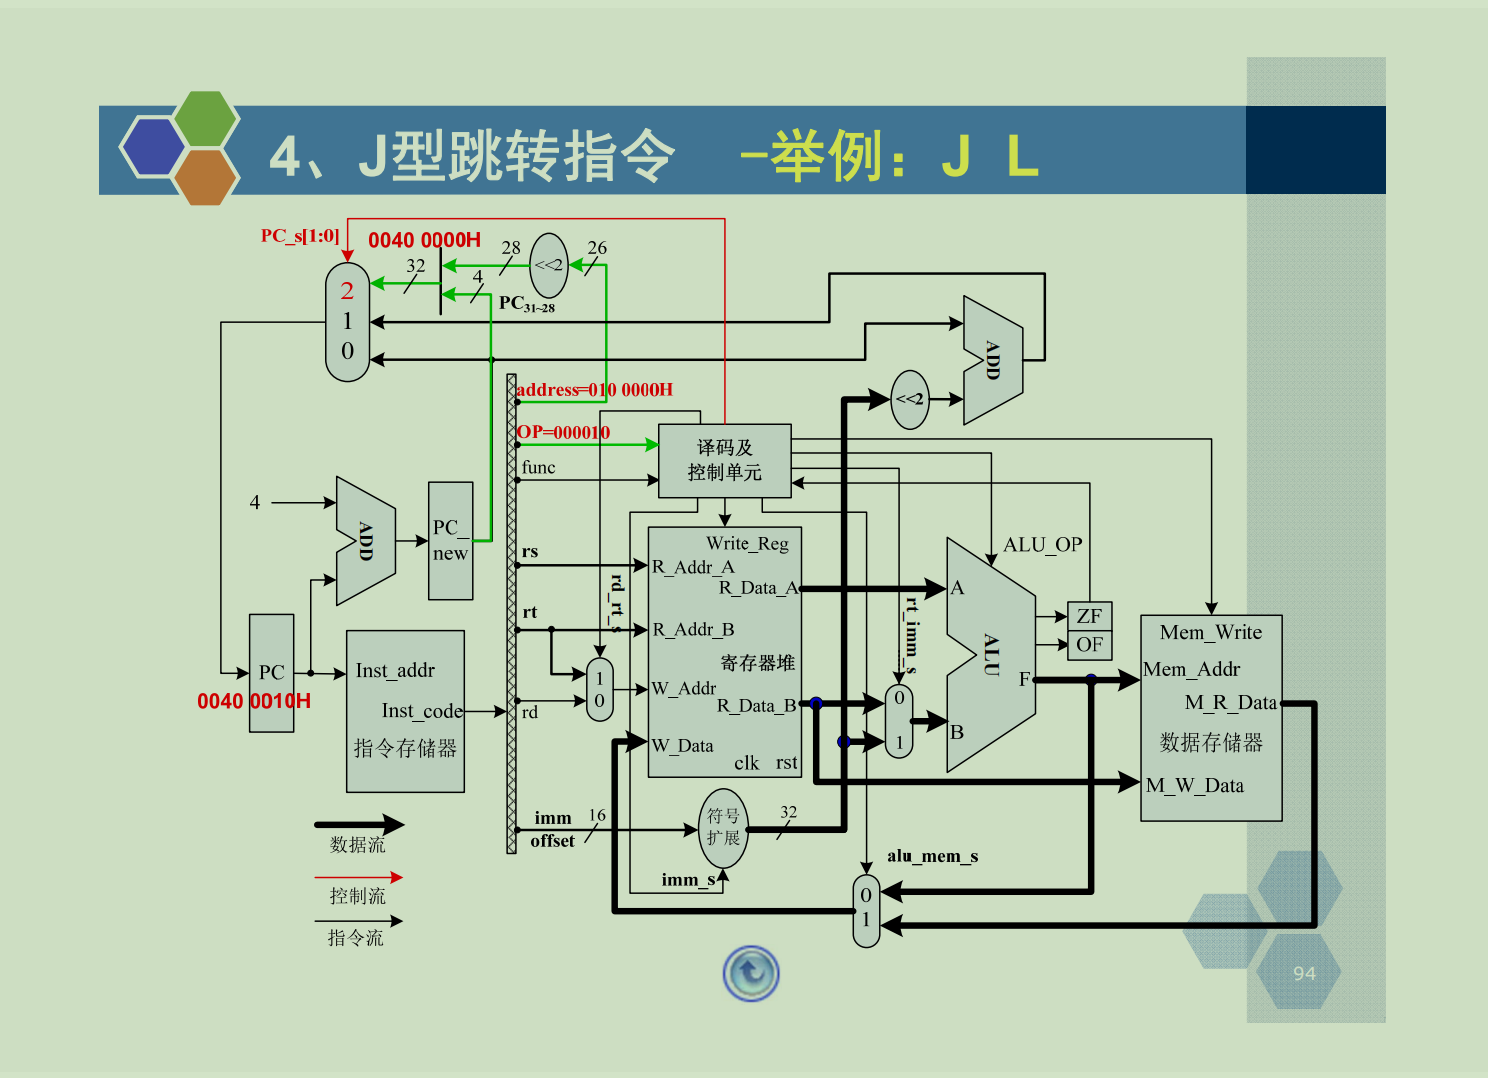 4、J型跳转指令 -举例：J L
PC_s[1:0]
0040 0000H
32
28
<<2
26
4
PC31~28
2
1
0
ADD
<<2
address=010 0000H
OP=000010
func
译码及
控制单元
4
ADD
PC_
new
rs
rt
rd
rd_rt_s
1
0
Write_Reg
R_Addr_A
R_Data_A
R_Addr_B
寄存器堆
W_Addr
R_Data_B
W_Data
clk rst
rt_imm_s
0
1
ALU_OP
A
ALU
F
B
ZF
OF
Mem_Write
Mem_Addr
M_R_Data
数据存储器
M_W_Data
PC
0040 0010H
Inst_addr
Inst_code
指令存储器
imm
offset
16
符号
扩展
32
imm_s
alu_mem_s
0
1
数据流
控制流
指令流
94